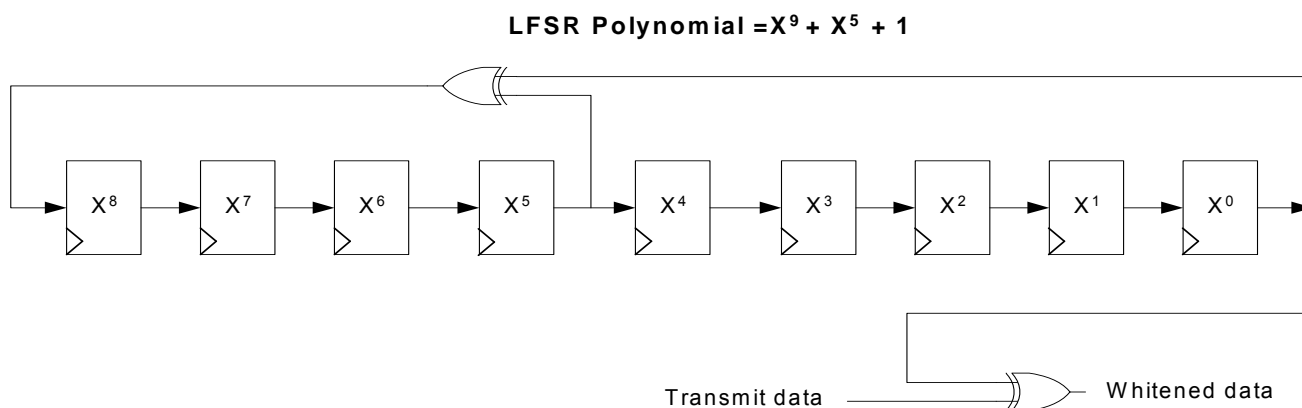 LFSR Polynomial =X⁹ + X⁵ + 1
X⁸ X⁷ X⁶ X⁵ X⁴ X³ X² X¹ X⁰
Transmit data Whitened data